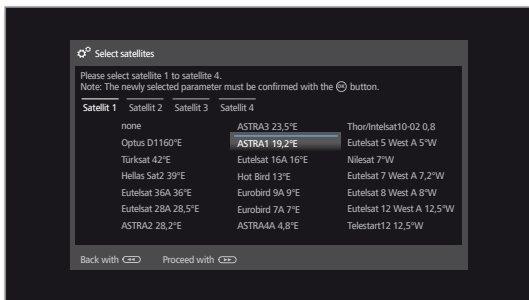 Select satellites
Please select satellite 1 to satellite 4.
Note: The newly selected parameter must be confirmed with the OK button.
Satellit 1 Satellit 2 Satellit 3 Satellit 4
none ASTRA3 23,5°E Thor/Intelsat10-02 0,8
Optus D1160°E ASTRA1 19,2°E Eutelsat 5 West A 5°W
Türksat 42°E Eutelsat 16A 16°E Nilesat 7°W
Hellas Sat2 39°E Hot Bird 13°E Eutelsat 7 West A 7,2°W
Eutelsat 36A 36°E Eurobird 9A 9°E Eutelsat 8 West A 8°W
Eutelsat 28A 28,5°E Eurobird 7A 7°E Eutelsat 12 West A 12,5°W
ASTRA2 28,2°E ASTRA4A 4,8°E Telestart12 12,5°W
Back with Proceed with